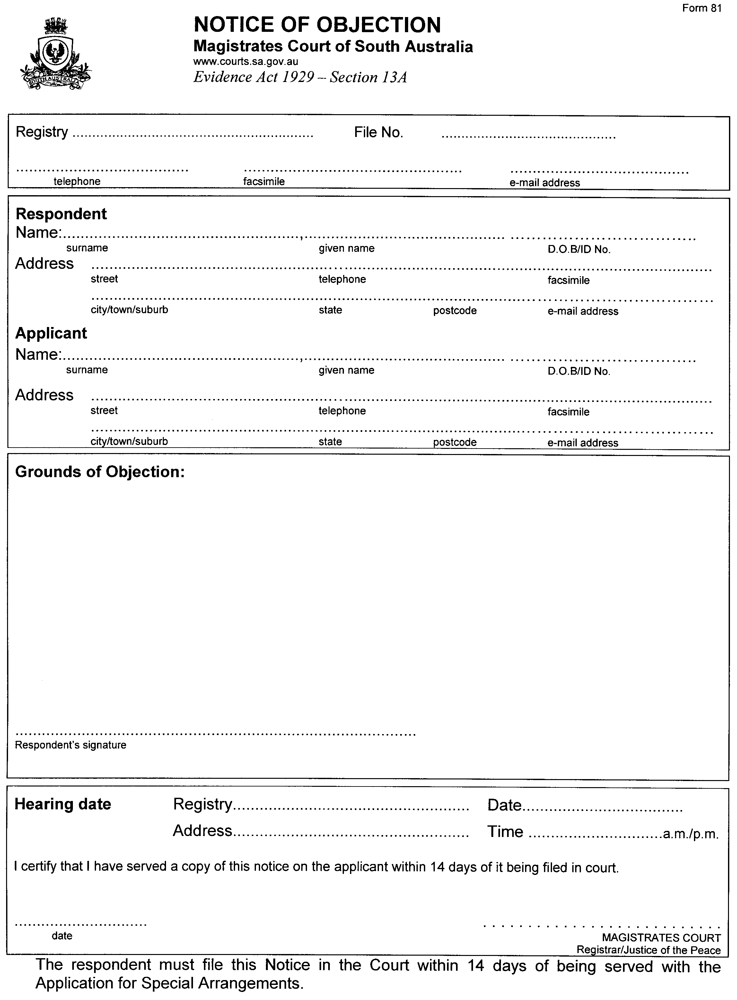 Form 81
NOTICE OF OBJECTION
Magistrates Court of South Australia
www.courts.sa.gov.au
Evidence Act 1929 – Section 13A
SOUTH AUSTRALIA
Registry ............................................................ File No. ............................................
telephone facsimile e-mail address
Respondent
Name:......................................................,.............................................. ..........................................
surname given name D.O.B/ID No.
Address ..........................................................................................................................
street telephone facsimile
..........................................................................................................................
city/town/suburb state postcode e-mail address
Applicant
Name:......................................................,.............................................. ..........................................
surname given name D.O.B/ID No.
Address ..........................................................................................................................
street telephone facsimile
..........................................................................................................................
city/town/suburb state postcode e-mail address
Grounds of Objection:
..........................................................................................
Respondent's signature
Hearing date Registry..................................................... Date....................................
Address..................................................... Time ..............................a.m./p.m.
I certify that I have served a copy of this notice on the applicant within 14 days of it being filed in court.
.............................. . . . . . . . . . . . . . . . . . . . . . . . . . . .
date MAGISTRATES COURT
Registrar/Justice of the Peace
The respondent must file this Notice in the Court within 14 days of being served with the
Application for Special Arrangements.